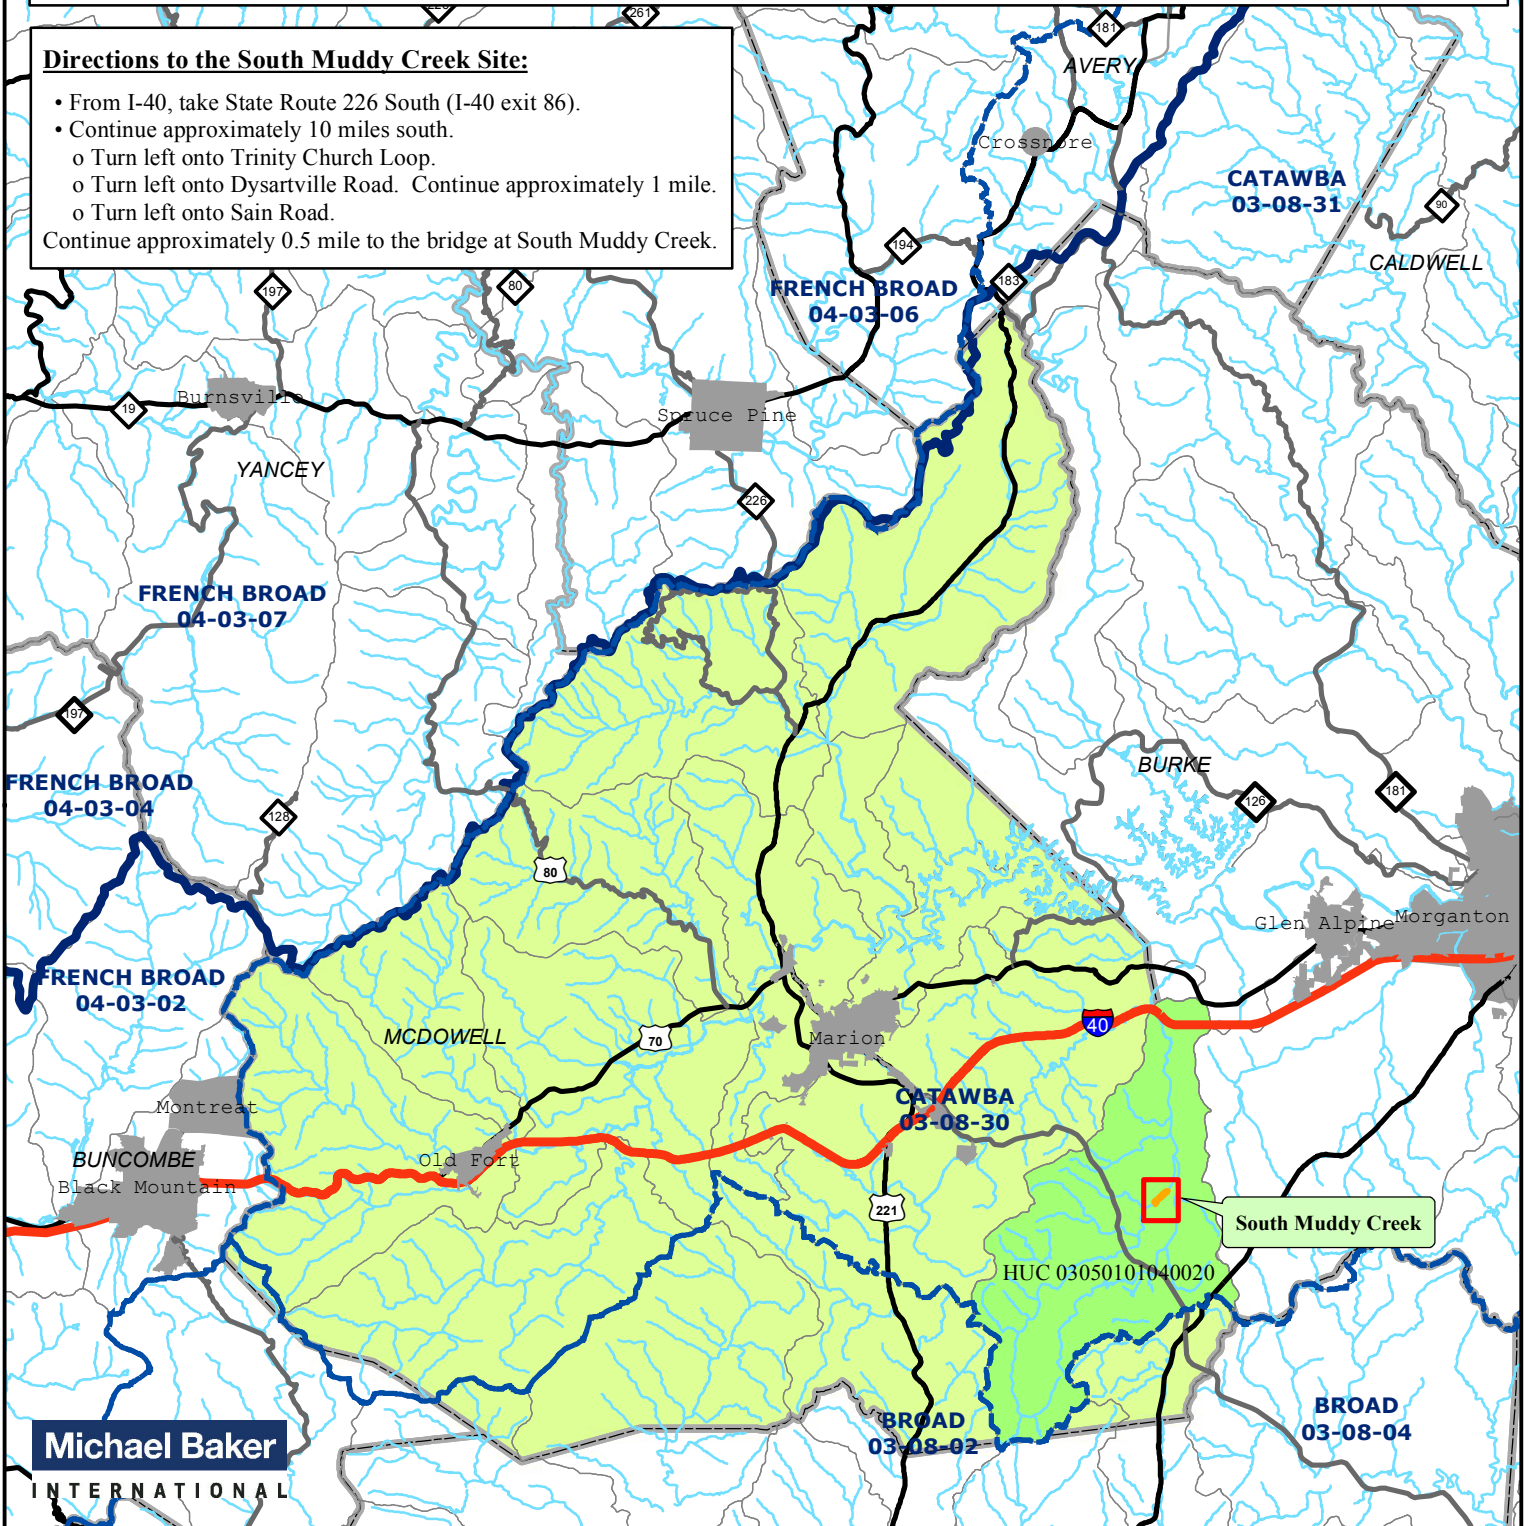 261
181
Directions to the South Muddy Creek Site:
• From I-40, take State Route 226 South (I-40 exit 86).
• Continue approximately 10 miles south.
o Turn left onto Trinity Church Loop.
o Turn left onto Dysartville Road. Continue approximately 1 mile.
o Turn left onto Sain Road.
Continue approximately 0.5 mile to the bridge at South Muddy Creek.
AVERY
Crossnore
CATAWBA
03-08-31
90
194
CALDWELL
183
197
80
FRENCH BROAD
04-03-06
19
Burnsville
Spruce Pine
YANCEY
226
FRENCH BROAD
04-03-07
197
BURKE
FRENCH BROAD
04-03-04
128
126
181
80
Glen Alpine
Morganton
FRENCH BROAD
04-03-02
MCDOWELL
70
Marion
40
CATAWBA
03-08-30
Montreat
BUNCOMBE
Black Mountain
Old Fort
221
South Muddy Creek
HUC 03050101040020
BROAD
03-08-02
BROAD
03-08-04
Michael Baker
INTERNATIONAL